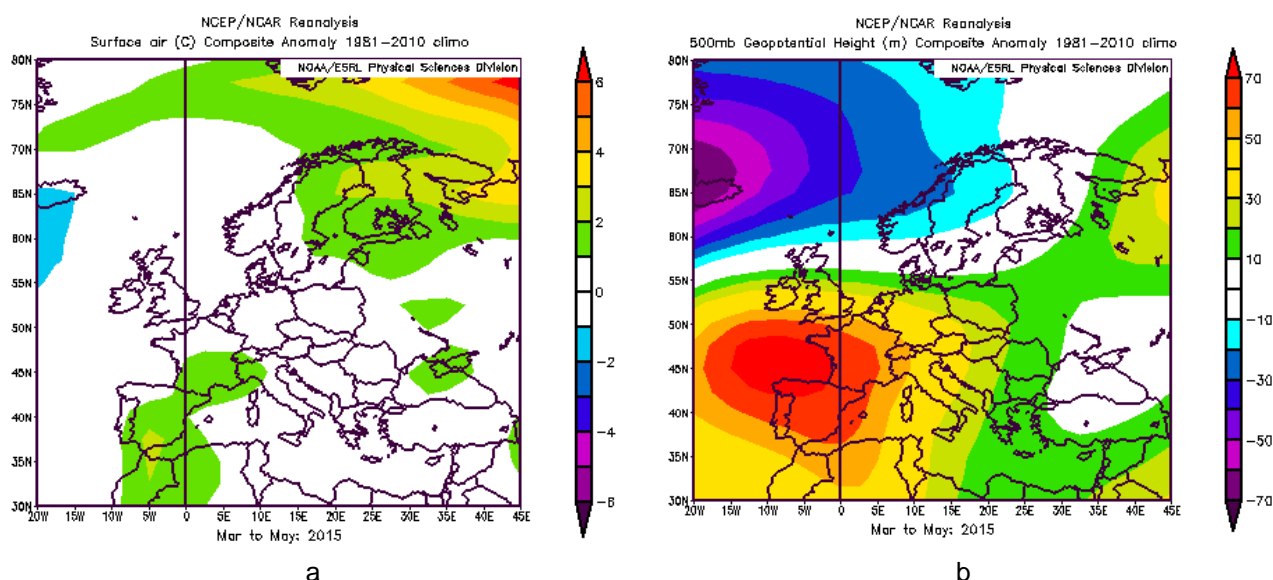 NCEP/NCAR Reanalysis
Surface air (C) Composite Anomaly 1981-2010 climo
NOAA/ESRL Physical Sciences Division
80N
75N
70N
65N
60N
55N
50N
45N
40N
35N
30N
20W 15W 10W 5W 0 5E 10E 15E 20E 25E 30E 35E 40E 45E
Mar to May: 2015
6
4
2
0
-2
-4
-6
a
NCEP/NCAR Reanalysis
500mb Geopotential Height (m) Composite Anomaly 1981-2010 climo
NOAA/ESRL Physical Sciences Division
80N
75N
70N
65N
60N
55N
50N
45N
40N
35N
30N
20W 15W 10W 5W 0 5E 10E 15E 20E 25E 30E 35E 40E 45E
Mar to May: 2015
70
50
30
10
-10
-30
-50
-70
b